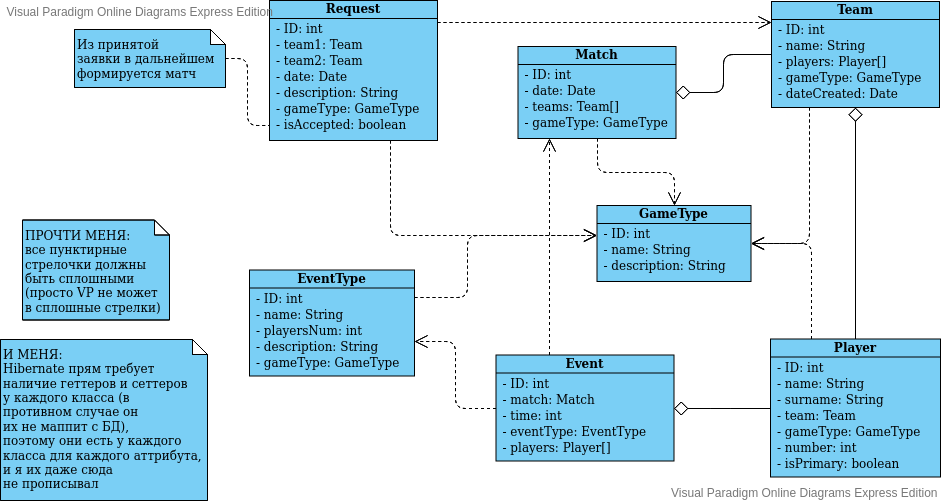 Visual Paradigm Online Diagrams Express Edition
Request
- ID: int
- team1: Team
- team2: Team
- date: Date
- description: String
- gameType: GameType
- isAccepted: boolean
Team
- ID: int
- name: String
- players: Player[]
- gameType: GameType
- dateCreated: Date
Из принятой
заявки в дальнейшем
формируется матч
Match
- ID: int
- date: Date
- teams: Team[]
- gameType: GameType
GameType
- ID: int
- name: String
- description: String
ПРОЧТИ МЕНЯ:
все пунктирные
стрелочки должны
быть сплошными
(просто VP не может
в сплошные стрелки)
EventType
- ID: int
- name: String
- playersNum: int
- description: String
- gameType: GameType
И МЕНЯ:
Hibernate прям требует
наличие геттеров и сеттеров
у каждого класса (в
противном случае он
их не маппит с БД),
поэтому они есть у каждого
класса для каждого аттрибута,
и я их даже сюда
не прописывал
Event
- ID: int
- match: Match
- time: int
- eventType: EventType
- players: Player[]
Player
- ID: int
- name: String
- surname: String
- team: Team
- gameType: GameType
- number: int
- isPrimary: boolean
Visual Paradigm Online Diagrams Express Edition